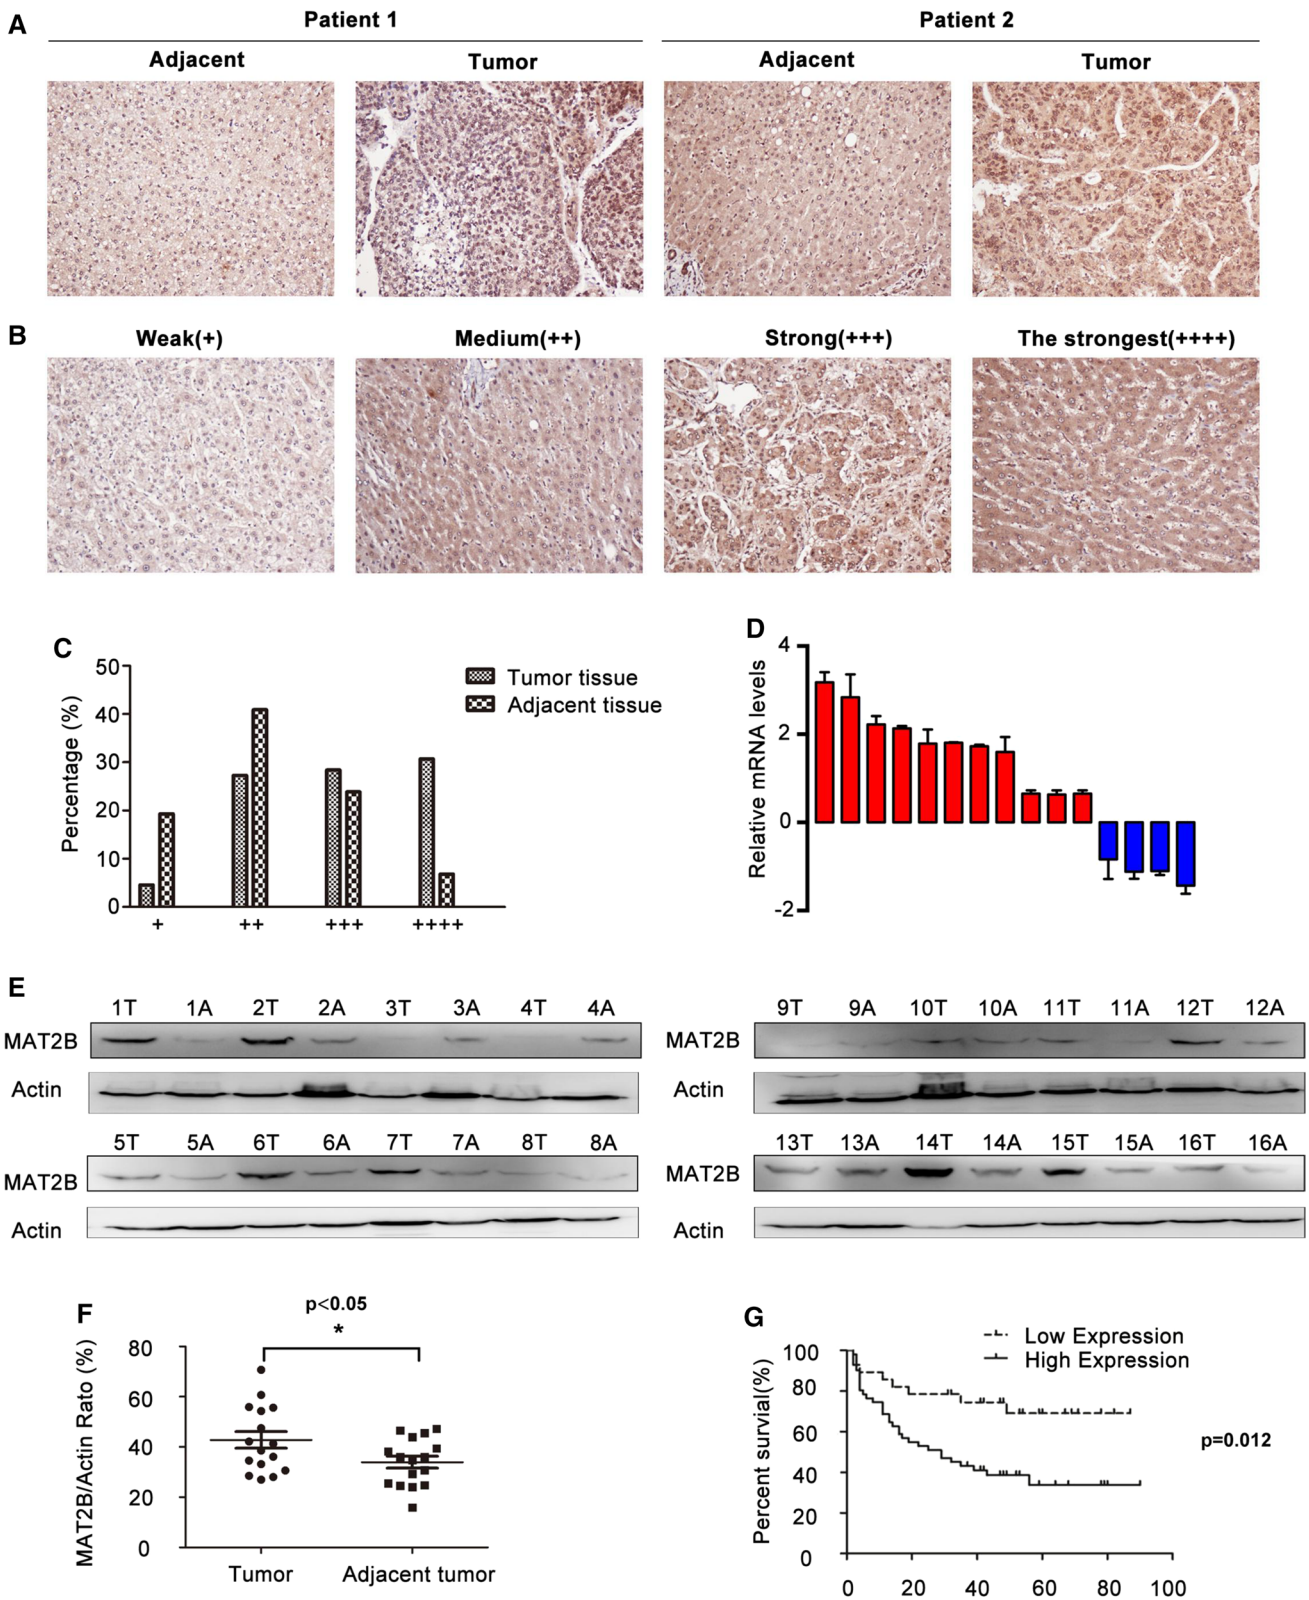 A
Patient 1
Patient 2
Adjacent
Tumor
Adjacent
Tumor
B
Weak(+)
Medium(++)
Strong(+++)
The strongest(++++)
C
50
40
30
20
10
0
Percentage (%)
+
++
+++
++++
Tumor tissue
Adjacent tissue
D
4
2
0
-2
Relative mRNA levels
E
1T 1A 2T 2A 3T 3A 4T 4A
MAT2B
Actin
5T 5A 6T 6A 7T 7A 8T 8A
MAT2B
Actin
9T 9A 10T 10A 11T 11A 12T 12A
MAT2B
Actin
13T 13A 14T 14A 15T 15A 16T 16A
MAT2B
Actin
F
p<0.05
*
80
60
40
20
0
MAT2B/Actin Rato (%)
Tumor
Adjacent tumor
G
Low Expression
High Expression
100
80
60
40
20
0
Percent survial(%)
p=0.012
0 20 40 60 80 100